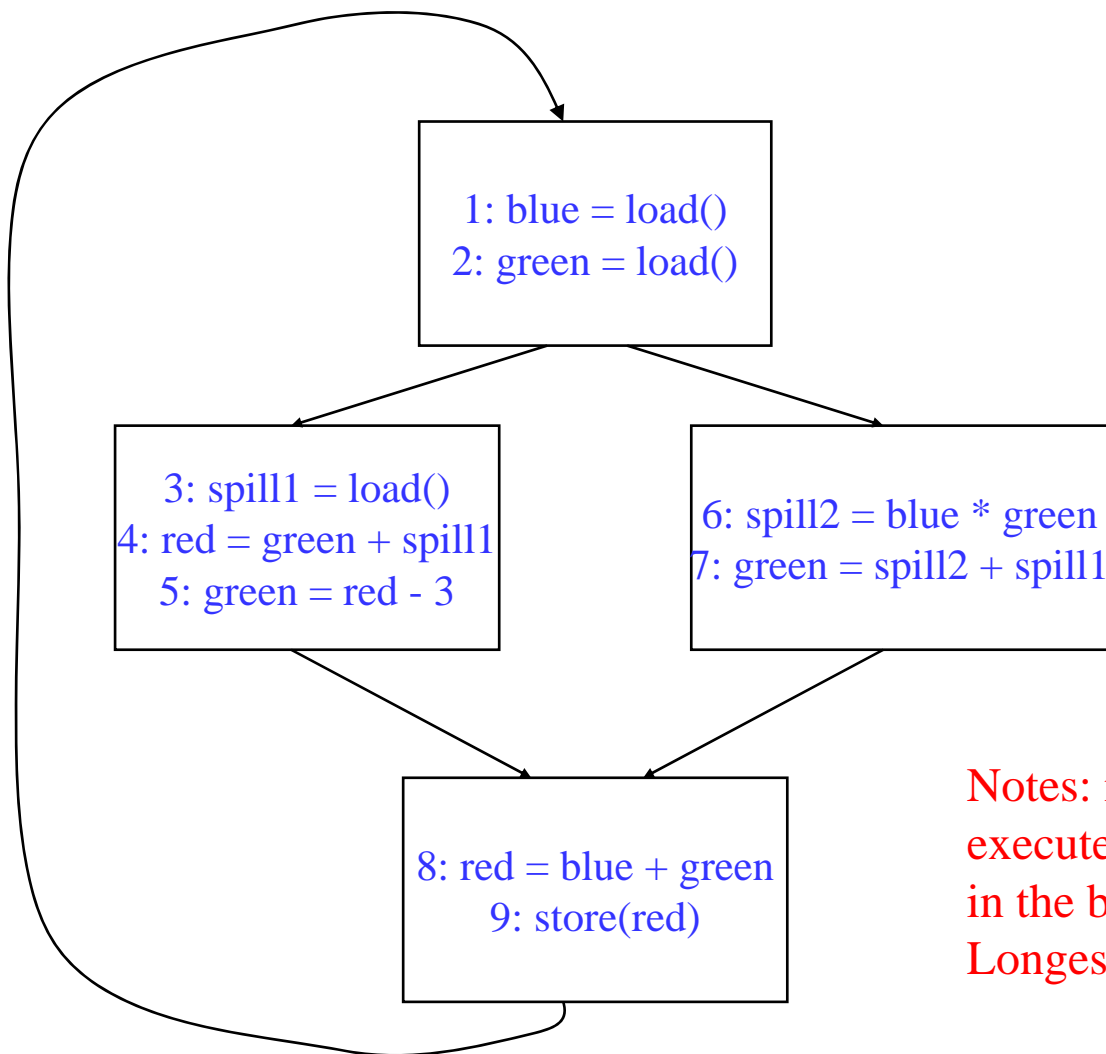 1: blue = load()
2: green = load()
3: spill1 = load()
4: red = green + spill1
5: green = red - 3
6: spill2 = blue * green
7: green = spill2 + spill1
8: red = blue + green
9: store(red)
Notes:
execute
in the
Longes